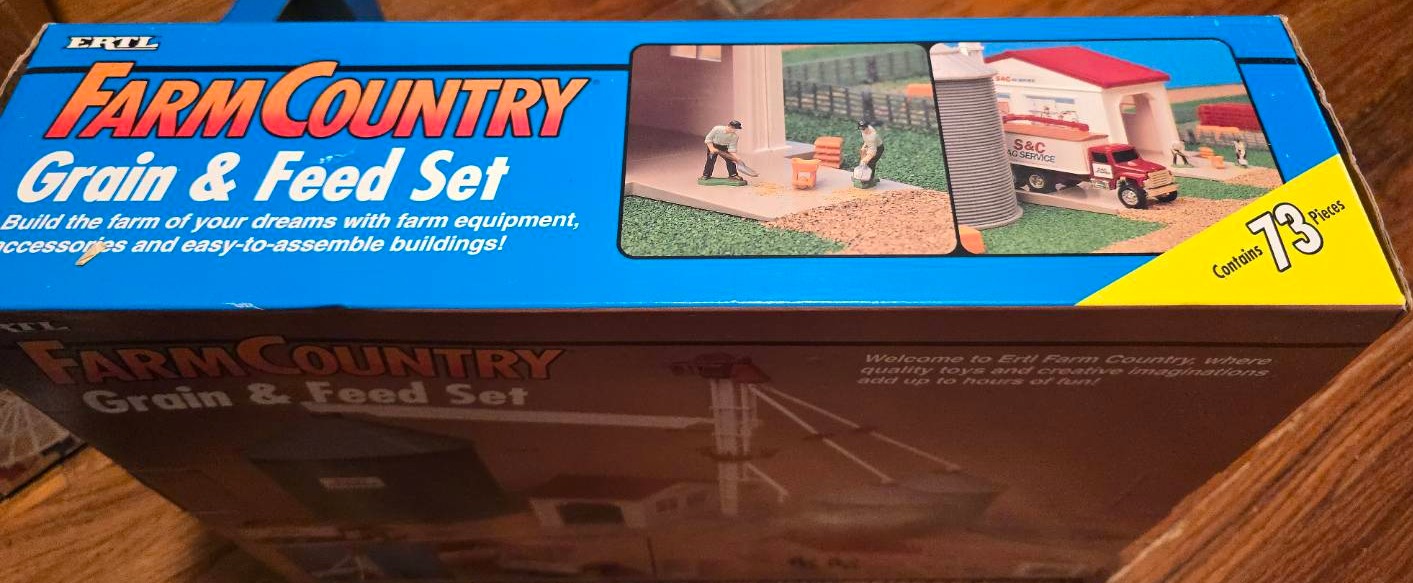 ERTL
FARM COUNTRY
Grain & Feed Set
Build the farm of your dreams with farm equipment,
accessories and easy-to-assemble buildings!
S&C
AG SERVICE
Contains 73 Pieces
ERTL
FARM COUNTRY
Grain & Feed Set
Welcome to Ertl Farm Country, where
quality toys and creative imaginations
add up to hours of fun!